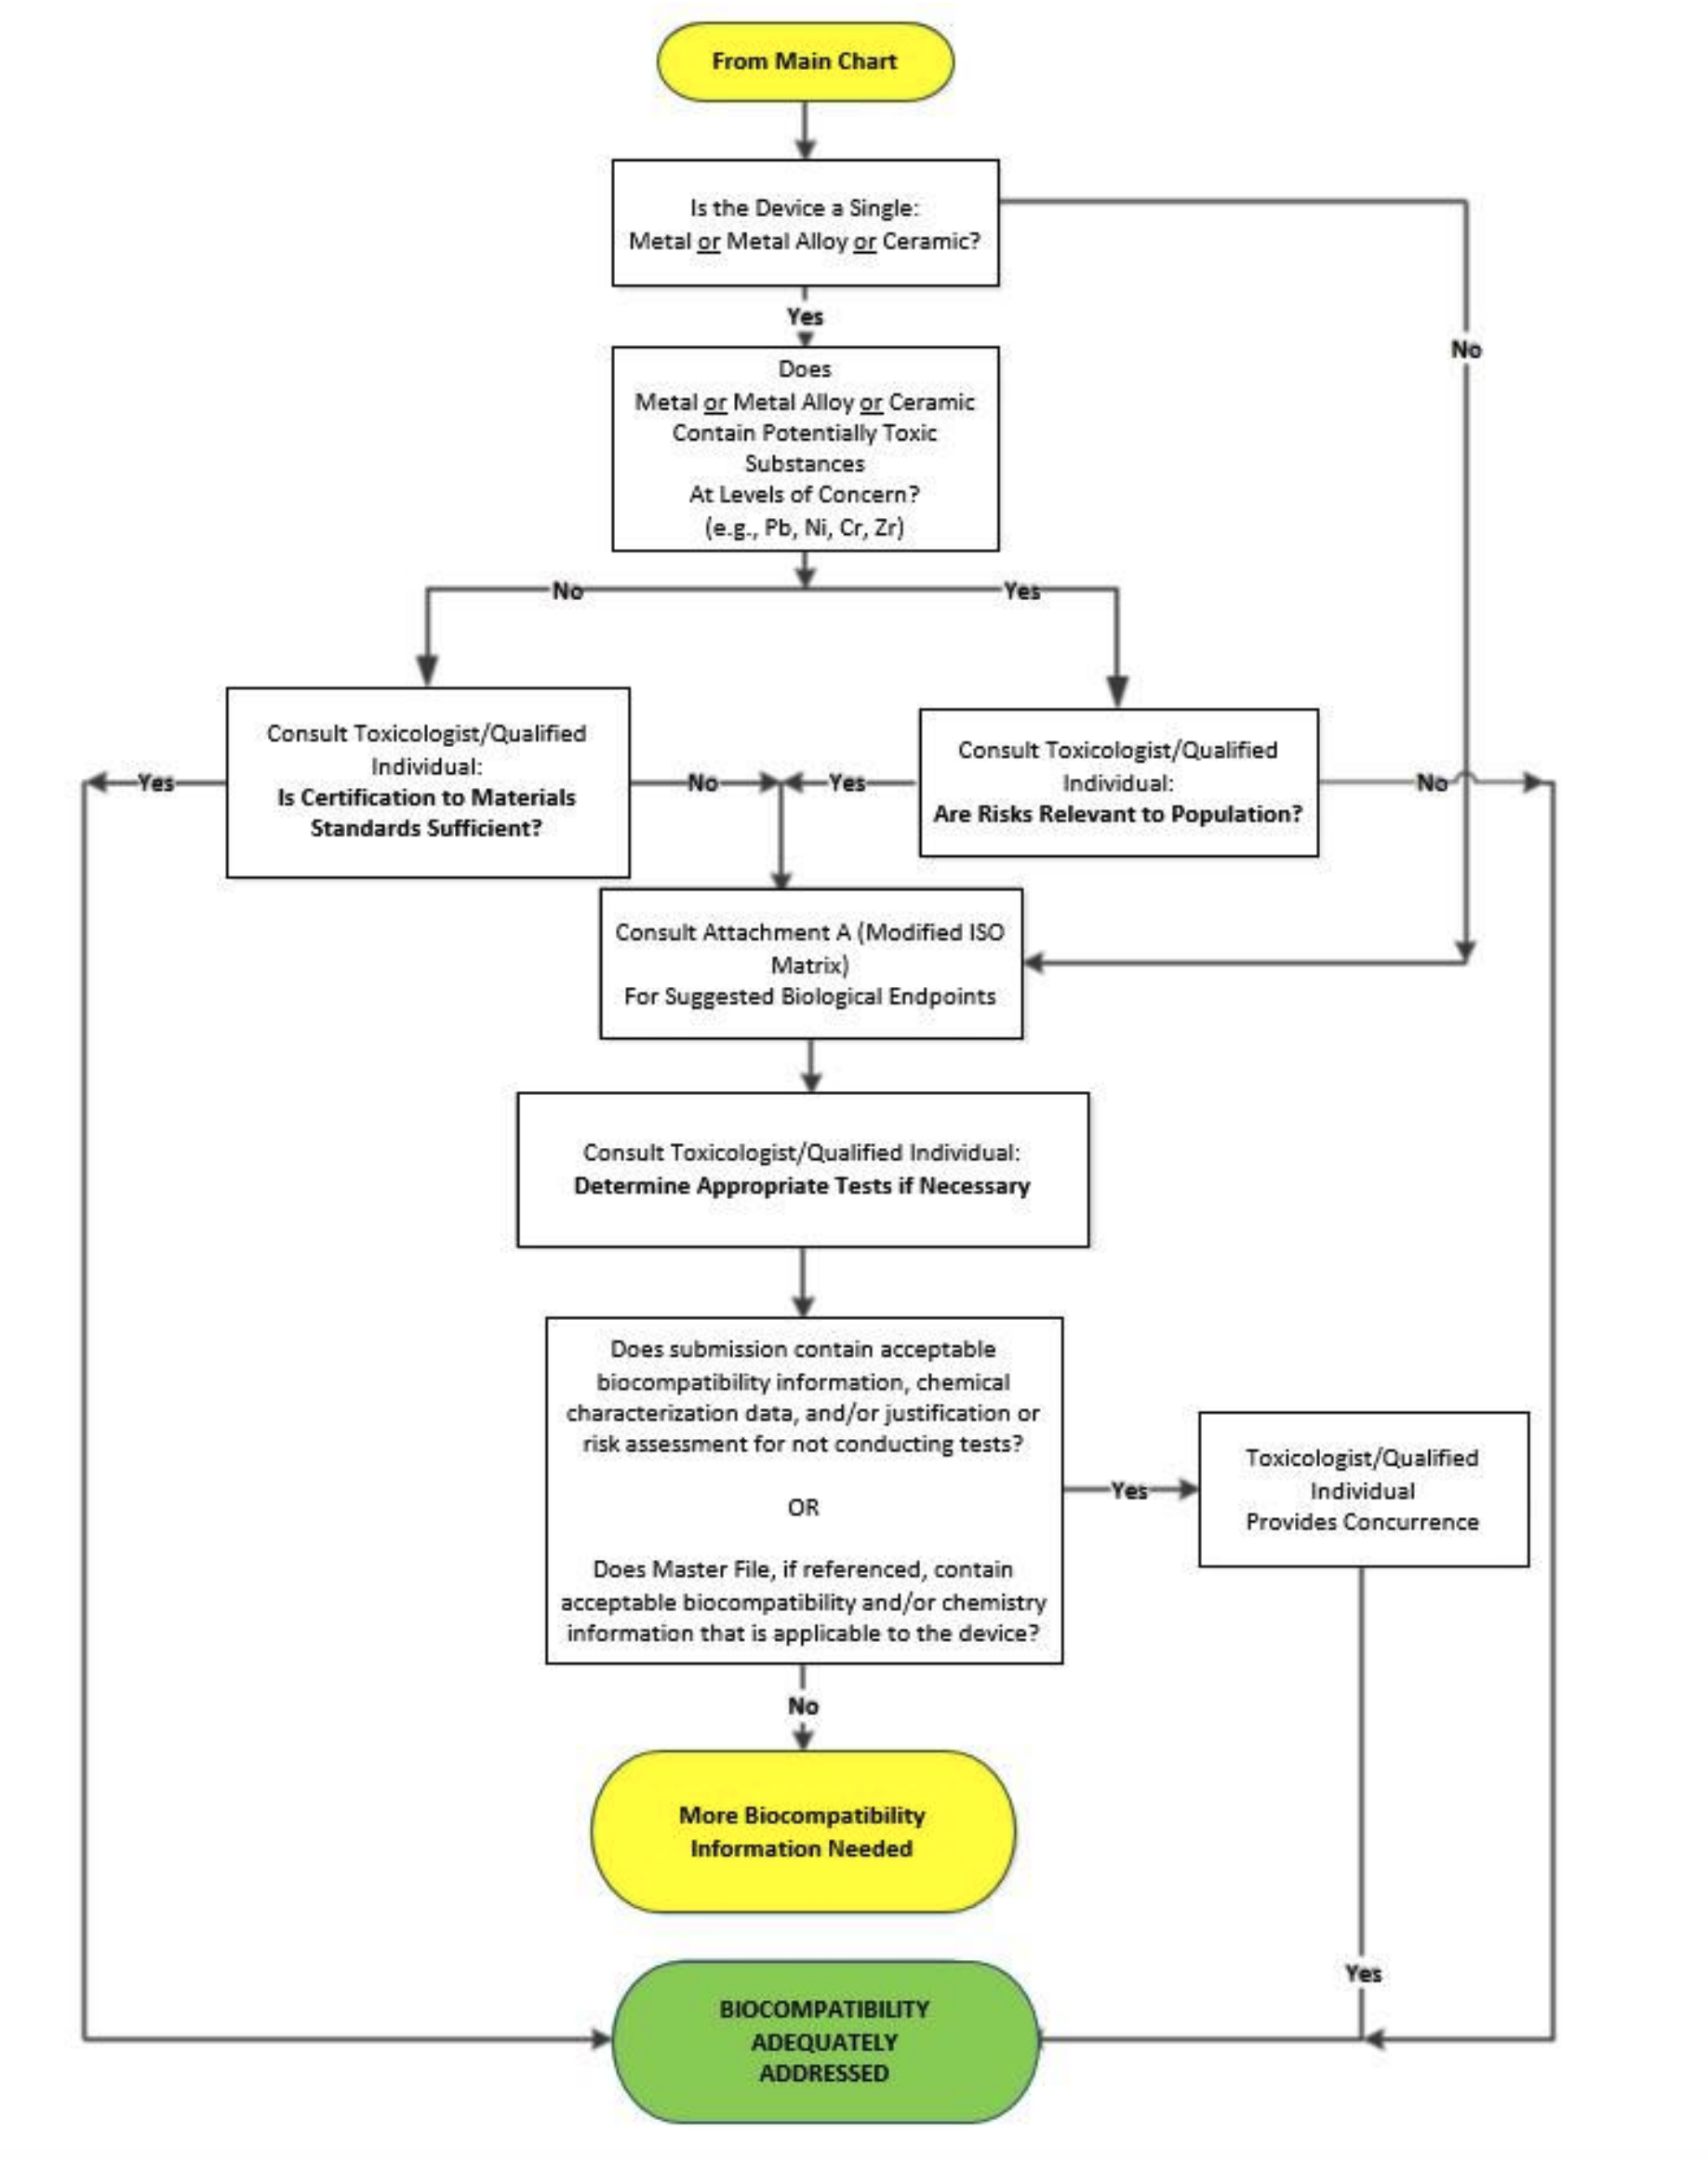 From Main Chart
Is the Device a Single:
Metal or Metal Alloy or Ceramic?
Yes
No
Does
Metal or Metal Alloy or Ceramic
Contain Potentially Toxic
Substances
At Levels of Concern?
(e.g., Pb, Ni, Cr, Zr)
No
Yes
Consult Toxicologist/Qualified
Individual:
Is Certification to Materials
Standards Sufficient?
Consult Toxicologist/Qualified
Individual:
Are Risks Relevant to Population?
Yes
No
Yes
No
Consult Attachment A (Modified ISO
Matrix)
For Suggested Biological Endpoints
Consult Toxicologist/Qualified Individual:
Determine Appropriate Tests if Necessary
Does submission contain acceptable
biocompatibility information, chemical
characterization data, and/or justification or
risk assessment for not conducting tests?
OR
Does Master File, if referenced, contain
acceptable biocompatibility and/or chemistry
information that is applicable to the device?
Yes
Toxicologist/Qualified
Individual
Provides Concurrence
No
More Biocompatibility
Information Needed
Yes
BIOCOMPATIBILITY
ADEQUATELY
ADDRESSED